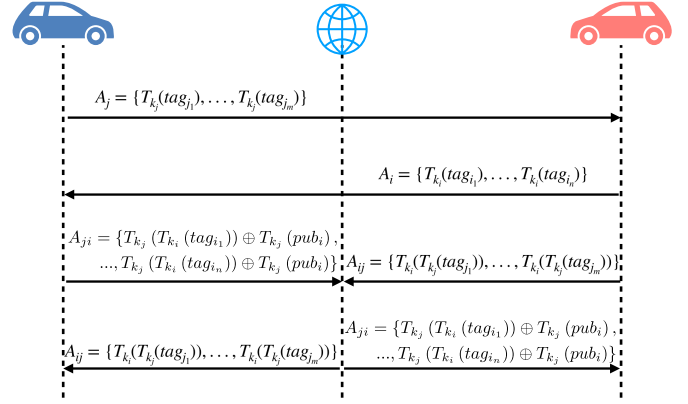 A_j = {T_{k_j}(tag_{j_1}), . . . , T_{k_j}(tag_{j_m})}
A_i = {T_{k_i}(tag_{i_1}), . . . , T_{k_i}(tag_{i_n})}
A_{ji} = {T_{k_j} (T_{k_i} (tag_{i_1})) ⊕ T_{k_j} (pub_i) ,
..., T_{k_j} (T_{k_i} (tag_{i_n})) ⊕ T_{k_j} (pub_i)}
A_{ij} = {T_{k_i}(T_{k_j}(tag_{j_1})), . . . , T_{k_i}(T_{k_j}(tag_{j_m}))}
A_{ij} = {T_{k_i}(T_{k_j}(tag_{j_1})), . . . , T_{k_i}(T_{k_j}(tag_{j_m}))}
A_{ji} = {T_{k_j} (T_{k_i} (tag_{i_1})) ⊕ T_{k_j} (pub_i) ,
..., T_{k_j} (T_{k_i} (tag_{i_n})) ⊕ T_{k_j} (pub_i)}